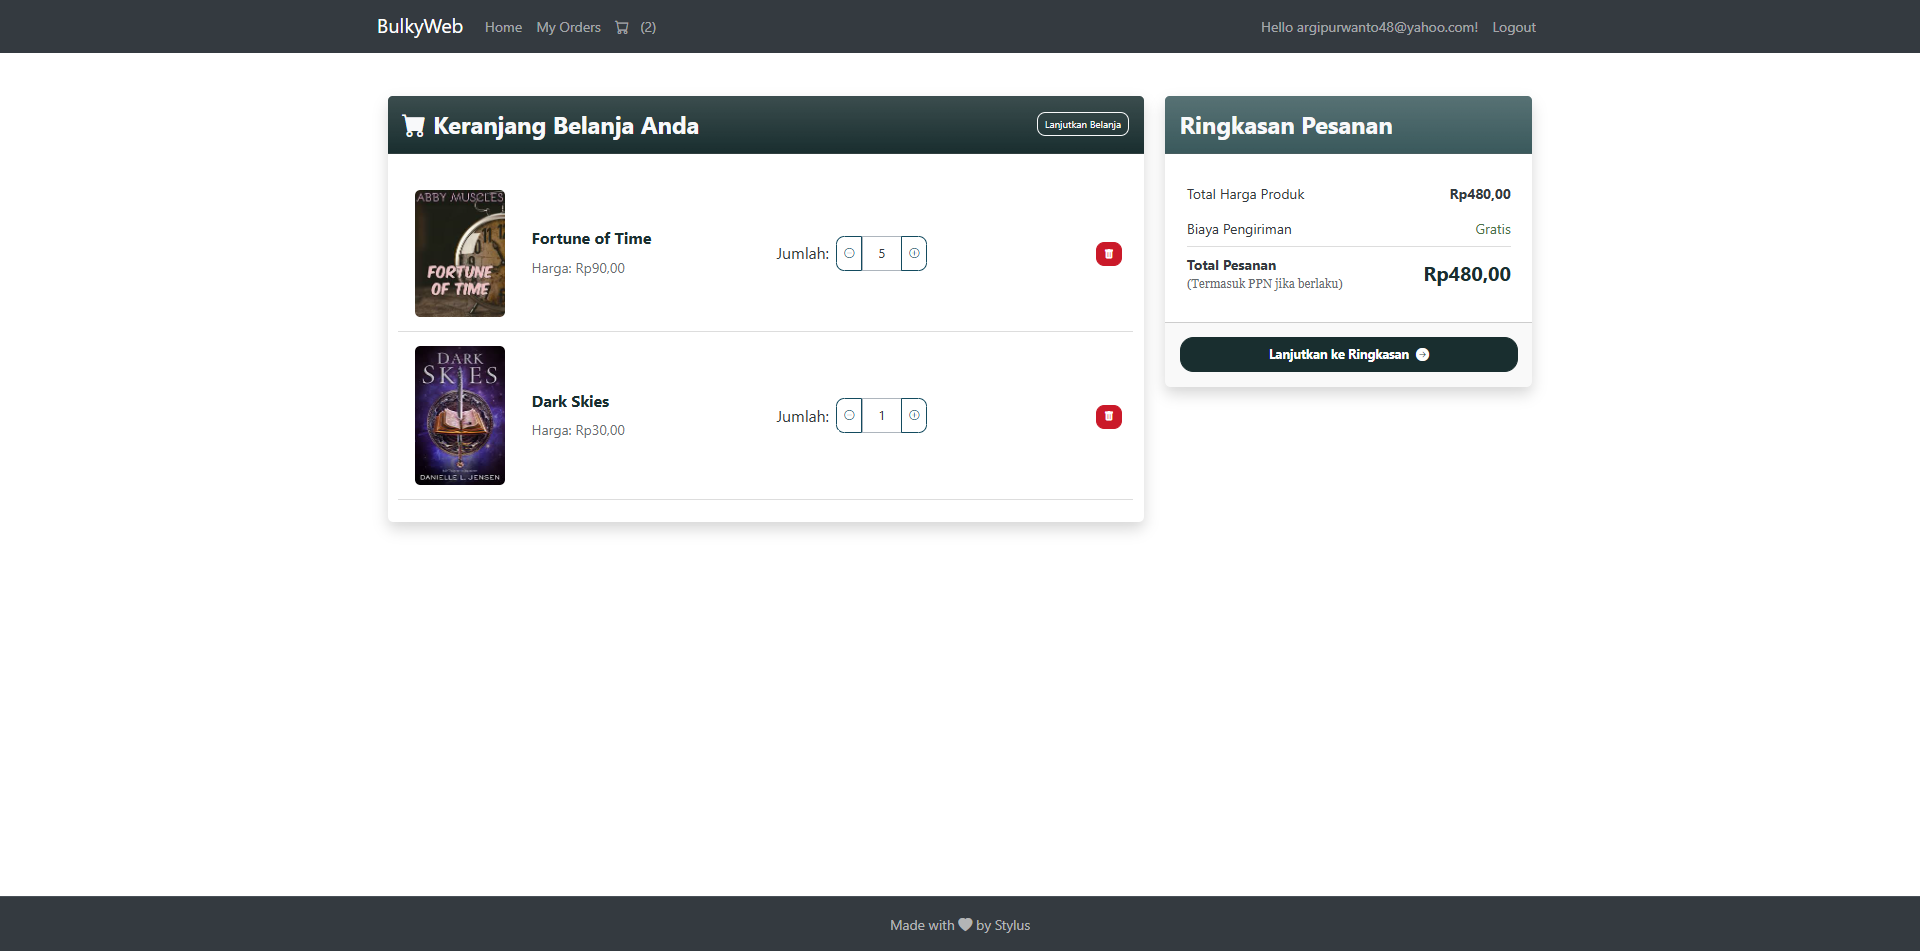 BulkyWeb Home My Orders (2) Hello argipurwanto48@yahoo.com! Logout
Keranjang Belanja Anda
Lanjutkan Belanja
ABBY MUSCLES
FORTUNE
OF TIME
Fortune of Time
Harga: Rp90,00
Jumlah: 5
DARK
SKIES
DANIELLE L. JENSEN
Dark Skies
Harga: Rp30,00
Jumlah: 1
Ringkasan Pesanan
Total Harga Produk Rp480,00
Biaya Pengiriman Gratis
Total Pesanan
(Termasuk PPN jika berlaku)
Rp480,00
Lanjutkan ke Ringkasan
Made with by Stylus